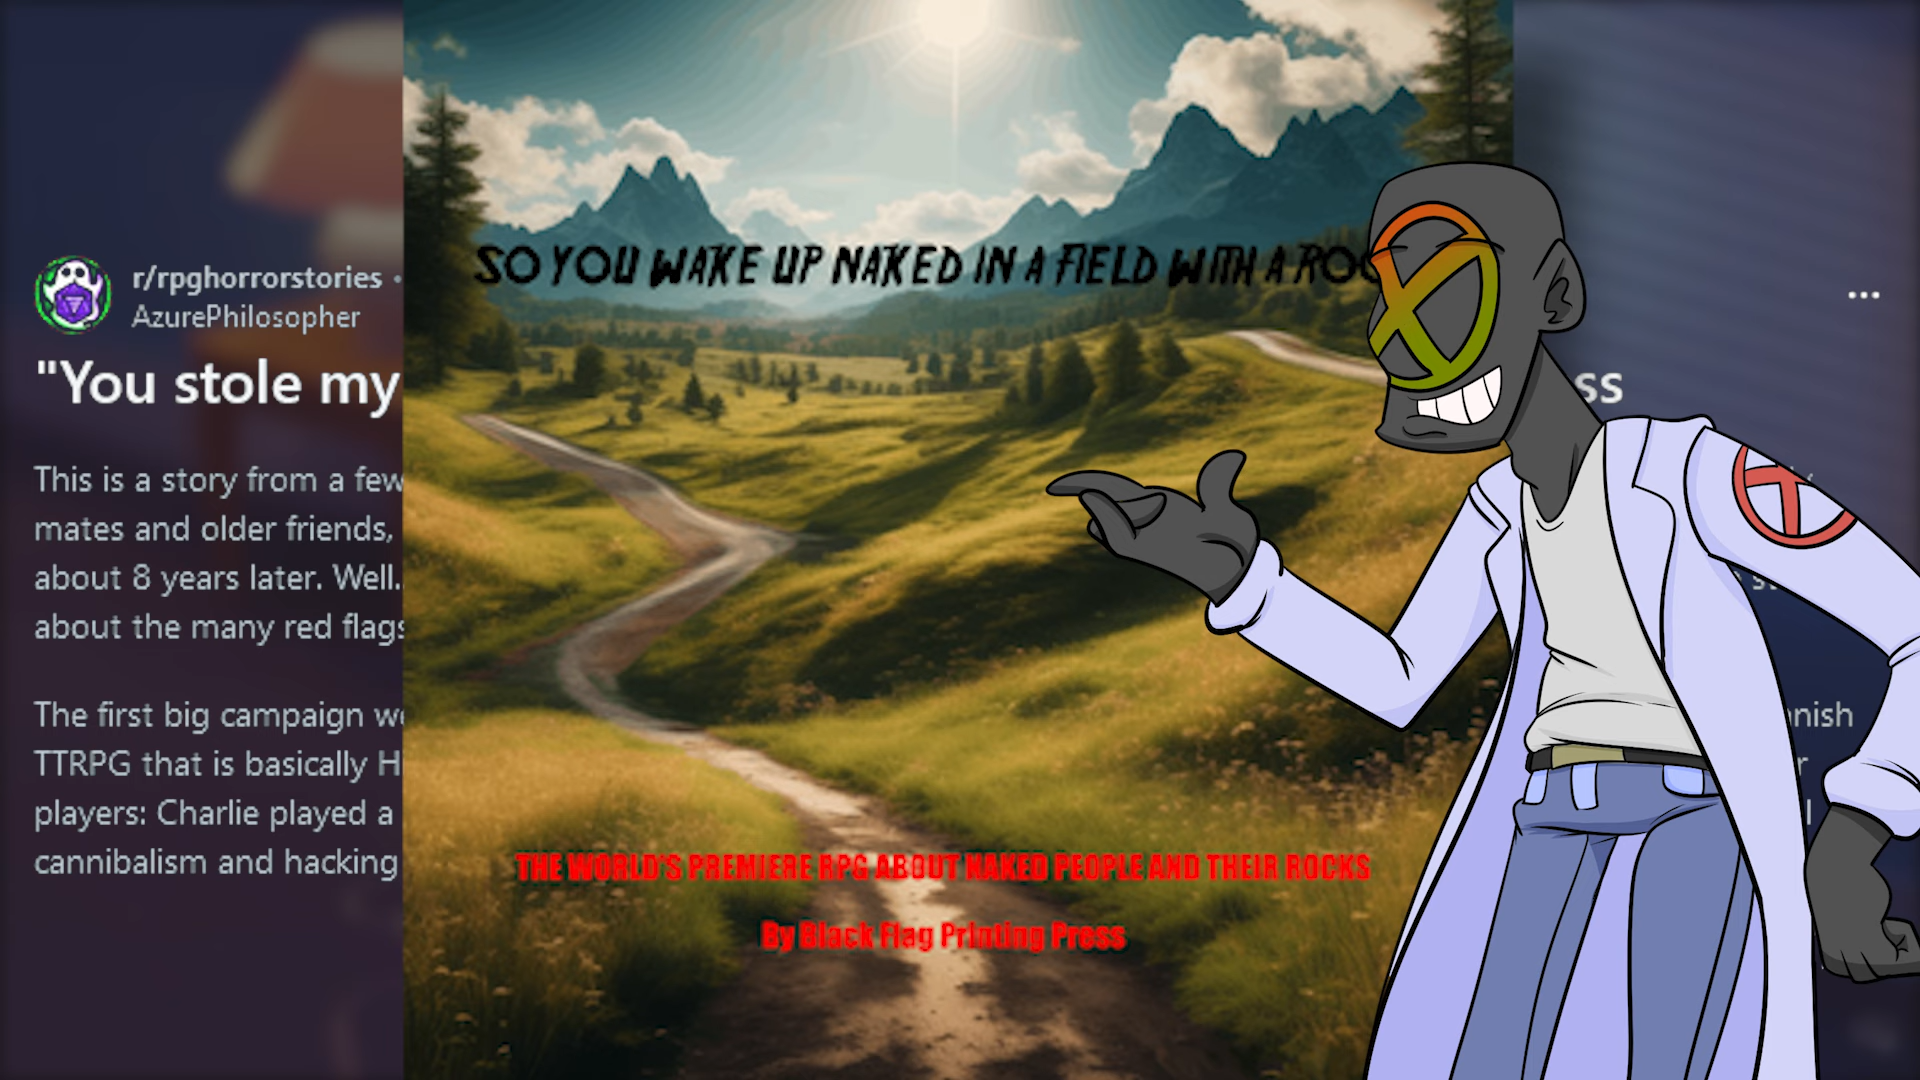 r/rpghorrorstories •
AzurePhilosopher
"You stole my
ss
This is a story from a few
mates and older friends,
about 8 years later. Well.
about the many red flags
The first big campaign we
TTRPG that is basically H
players: Charlie played a
cannibalism and hacking
SO YOU WAKE UP NAKED IN A FIELD WITH A ROC
THE WORLD'S PREMIERE RPG ABOUT NAKED PEOPLE AND THEIR ROCKS
By Black Flag Printing Press